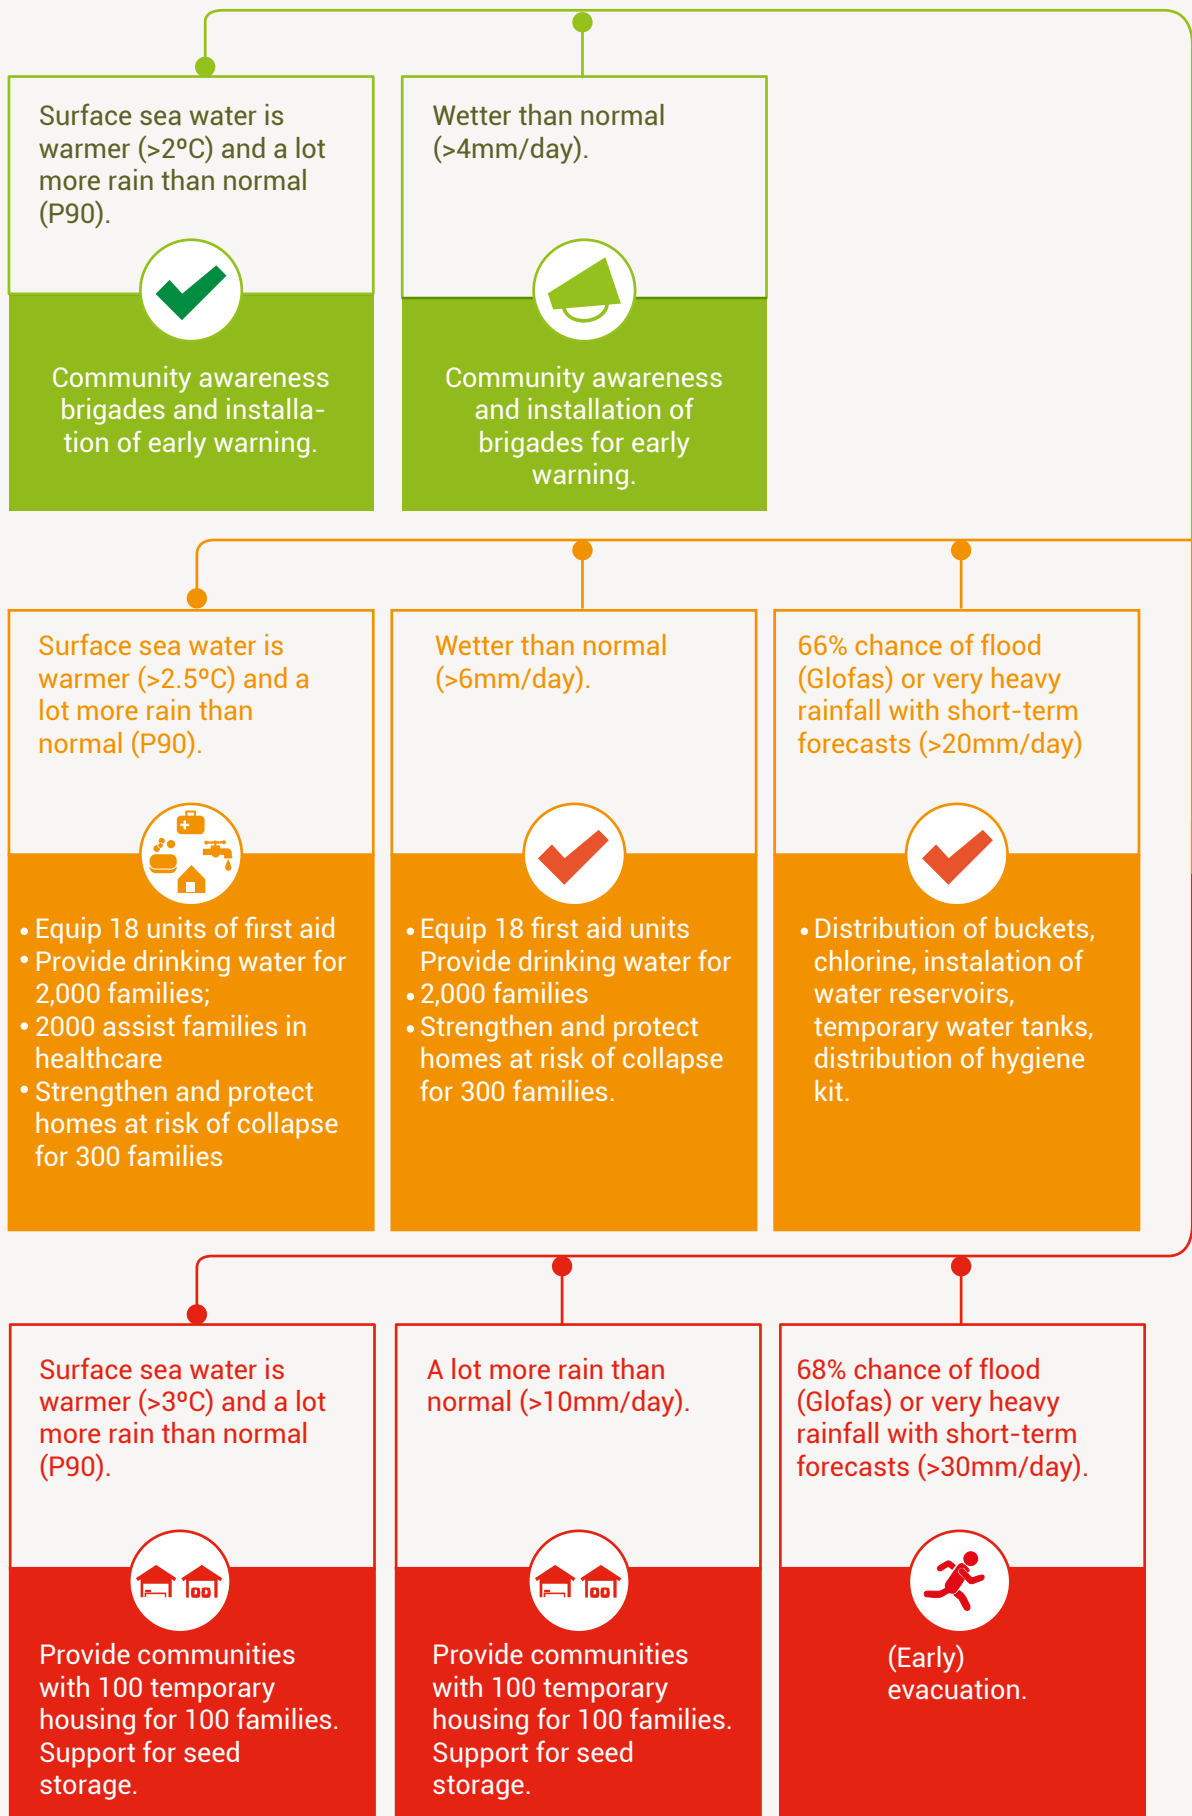 Surface sea water is
warmer (>2ºC) and a lot
more rain than normal
(P90).
Community awareness
brigades and installa-
tion of early warning.
Wetter than normal
(>4mm/day).
Community awareness
and installation of
brigades for early
warning.
Surface sea water is
warmer (>2.5ºC) and a
lot more rain than
normal (P90).
• Equip 18 units of first aid
• Provide drinking water for
2,000 families;
• 2000 assist families in
healthcare
• Strengthen and protect
homes at risk of collapse
for 300 families
Wetter than normal
(>6mm/day).
• Equip 18 first aid units
Provide drinking water for
• 2,000 families
• Strengthen and protect
homes at risk of collapse
for 300 families.
66% chance of flood
(Glofas) or very heavy
rainfall with short-term
forecasts (>20mm/day)
• Distribution of buckets,
chlorine, instalation of
water reservoirs,
temporary water tanks,
distribution of hygiene
kit.
Surface sea water is
warmer (>3ºC) and a lot
more rain than normal
(P90).
Provide communities
with 100 temporary
housing for 100 families.
Support for seed
storage.
A lot more rain than
normal (>10mm/day).
Provide communities
with 100 temporary
housing for 100 families.
Support for seed
storage.
68% chance of flood
(Glofas) or very heavy
rainfall with short-term
forecasts (>30mm/day).
(Early)
evacuation.